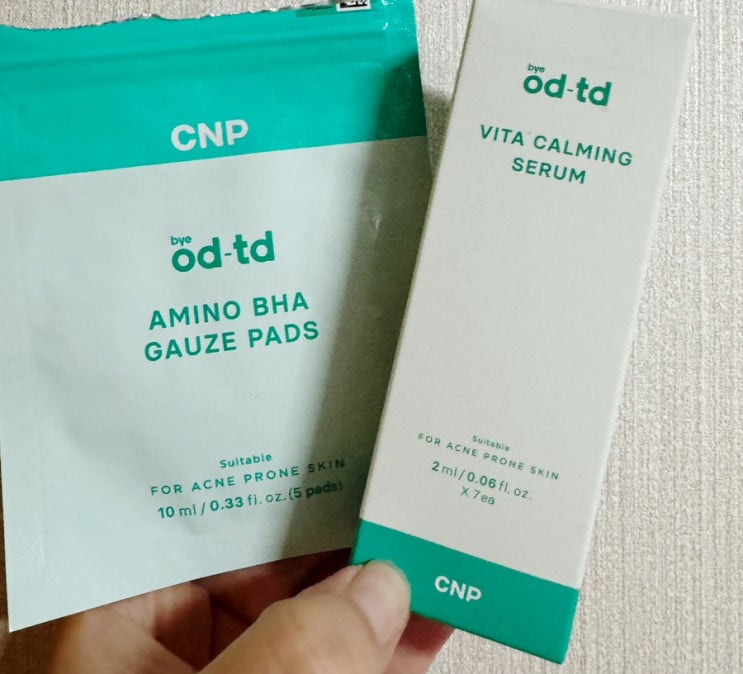 CNP
bye
od-td
AMINO BHA
GAUZE PADS
Suitable
FOR ACNE PRONE SKIN
10 ml / 0.33 fl. oz. (5 pads)
bye
od-td
VITA CALMING
SERUM
Suitable
FOR ACNE PRONE SKIN
2 ml / 0.06 fl. oz.
X 7ea
CNP